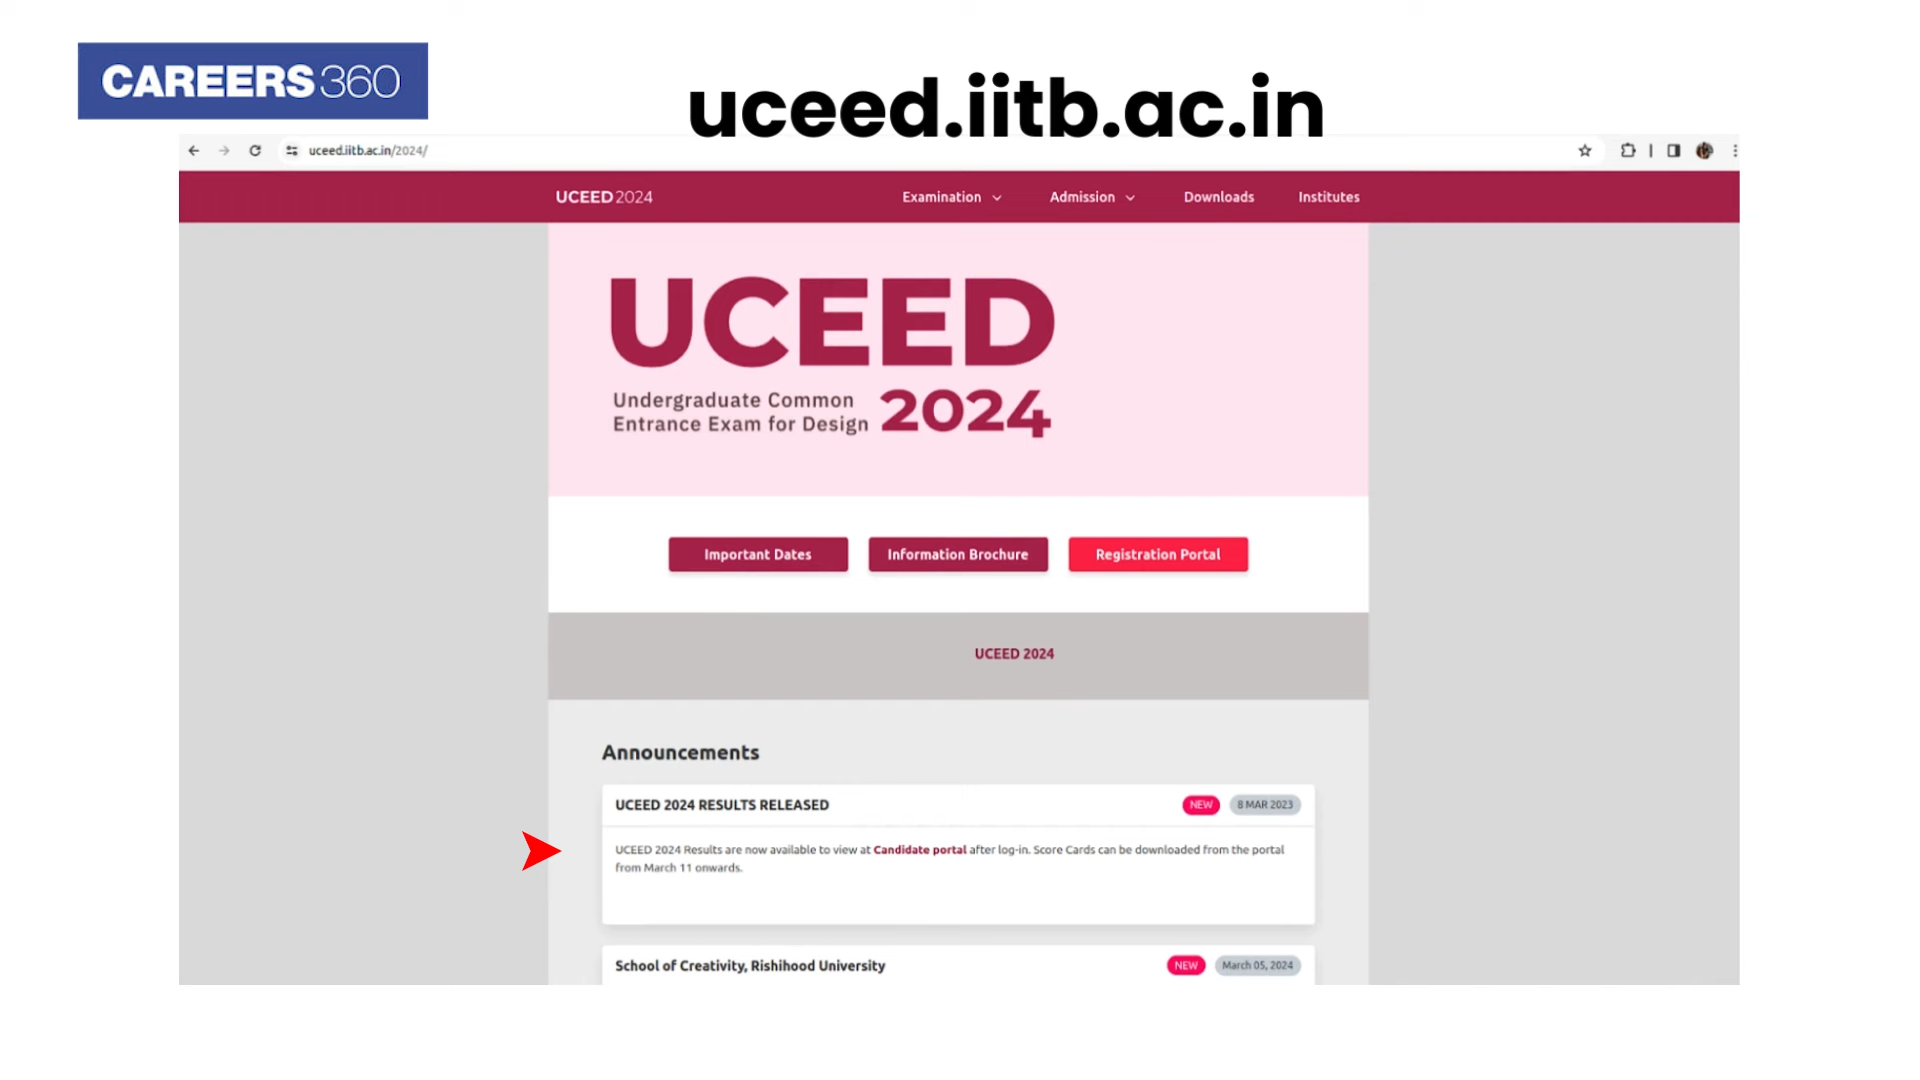 CAREERS360
uceed.iitb.ac.in
uceed.iitb.ac.in/2024/
UCEED2024
Examination
Admission
Downloads
Institutes
UCEED
Undergraduate Common
Entrance Exam for Design
2024
Important Dates
Information Brochure
Registration Portal
UCEED 2024
Announcements
UCEED 2024 RESULTS RELEASED
NEW
8 MAR 2023
UCEED 2024 Results are now available to view at Candidate portal after log-in. Score Cards can be downloaded from the portal
from March 11 onwards.
School of Creativity, Rishihood University
NEW
March 05, 2024